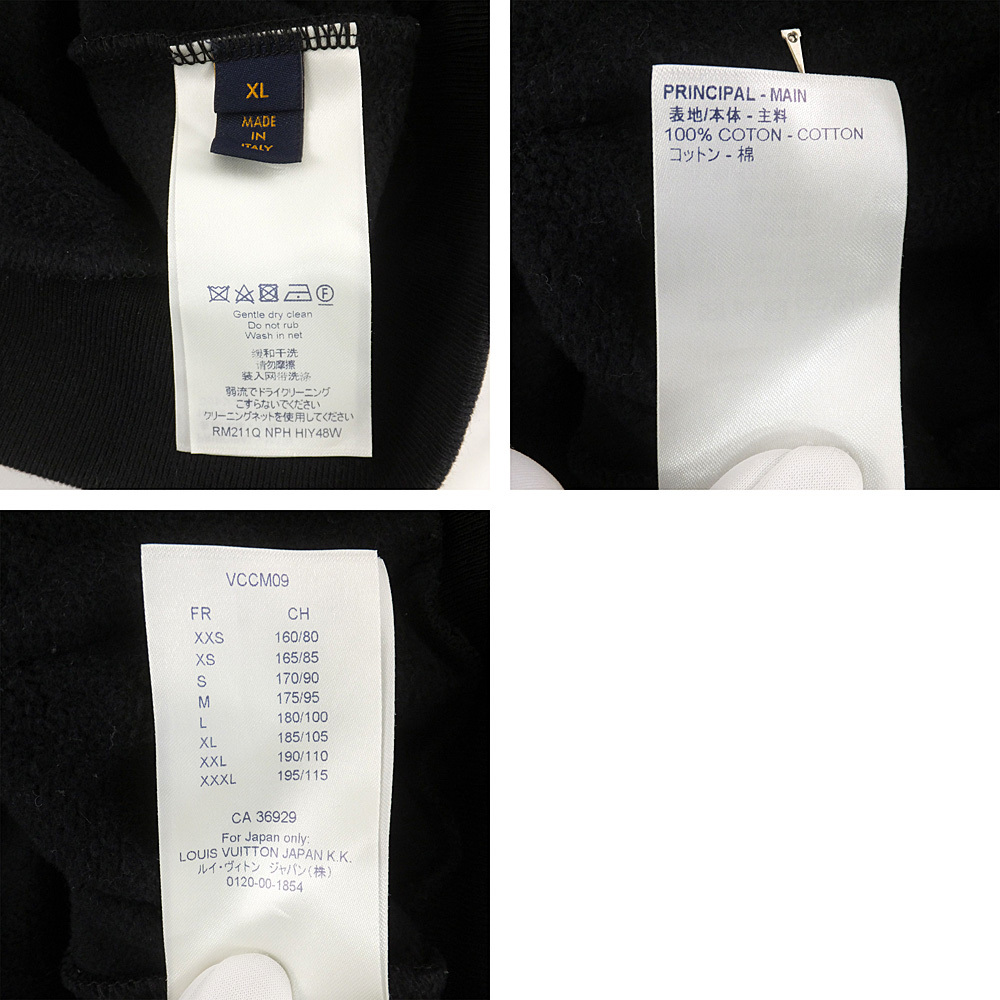 XL
MADE
IN
ITALY
F
Gentle dry clean
Do not rub
Wash in net
缓和干洗
请勿摩擦
装入网带洗涤
弱流でドライクリーニング
こすらないでください
クリーニングネットを使用してください
RM211Q NPH HIY48W
PRINCIPAL - MAIN
表地/本体 - 主料
100% COTON - COTTON
コットン - 棉
VCCM09
FR CH
XXS 160/80
XS 165/85
S 170/90
M 175/95
L 180/100
XL 185/105
XXL 190/110
XXXL 195/115
CA 36929
For Japan only:
LOUIS VUITTON JAPAN K.K.
ルイ・ヴィトン ジャパン(株)
0120-00-1854